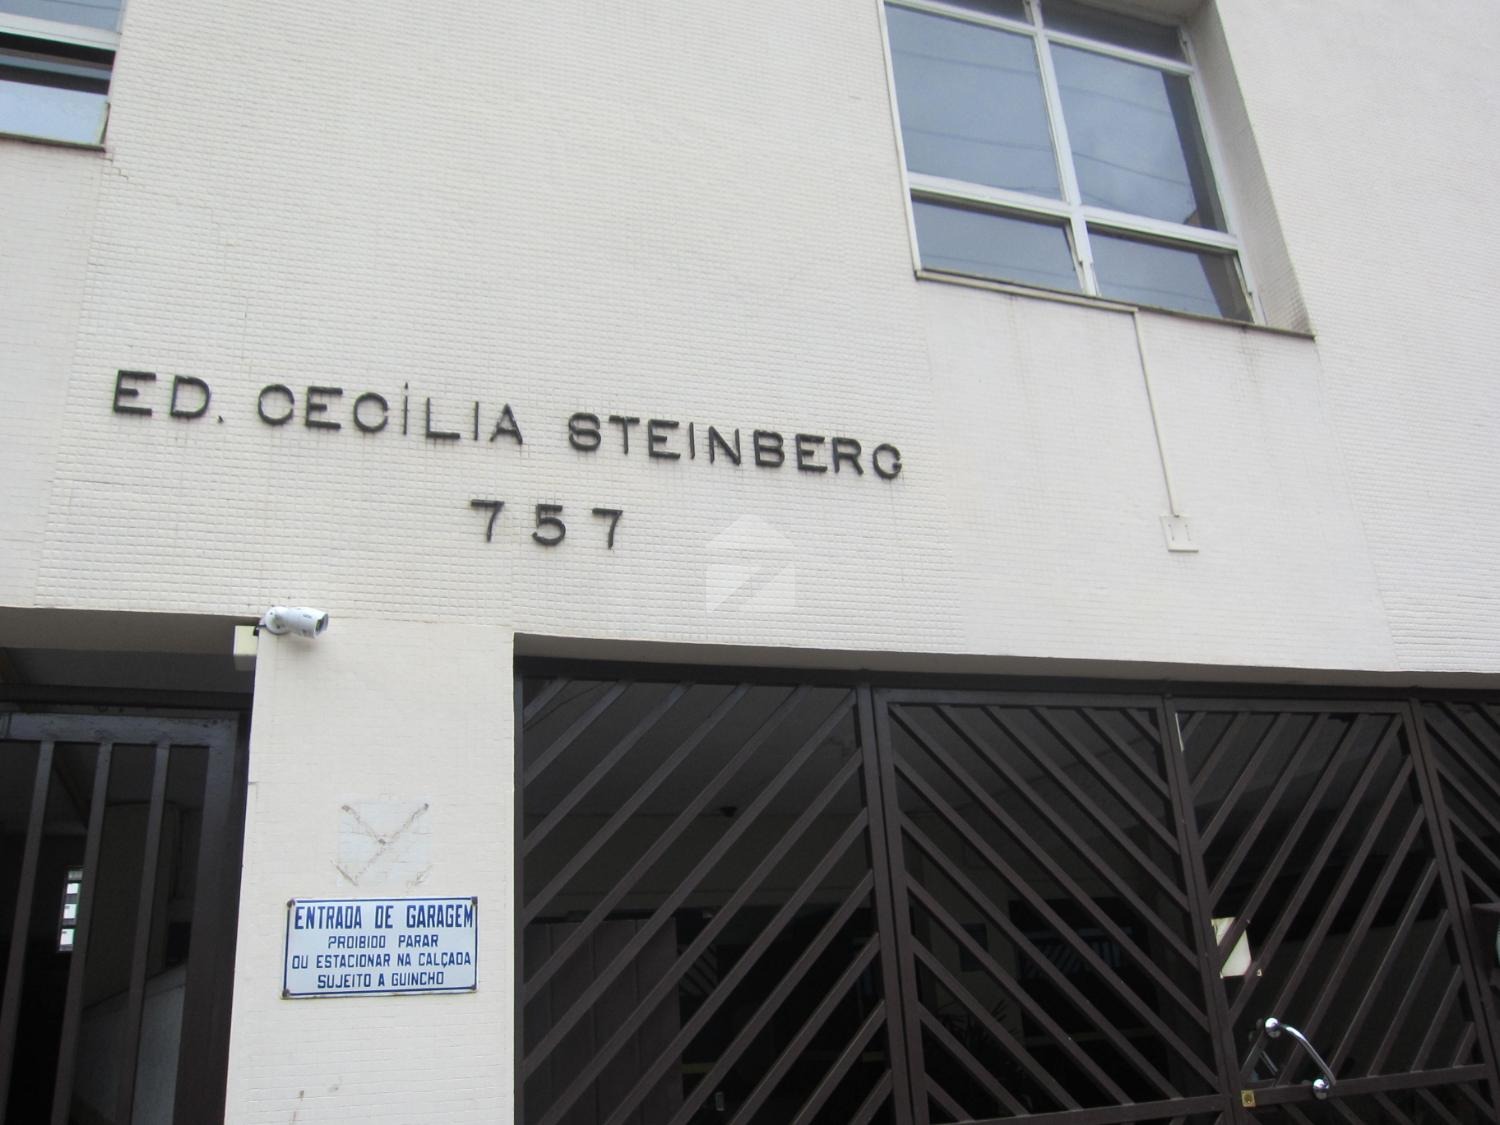 ED. CECÍLIA STEINBERG
757
ENTRADA DE GARAGEM
PROIBIDO PARAR
OU ESTACIONAR NA CALÇADA
SUJEITO A GUINCHO